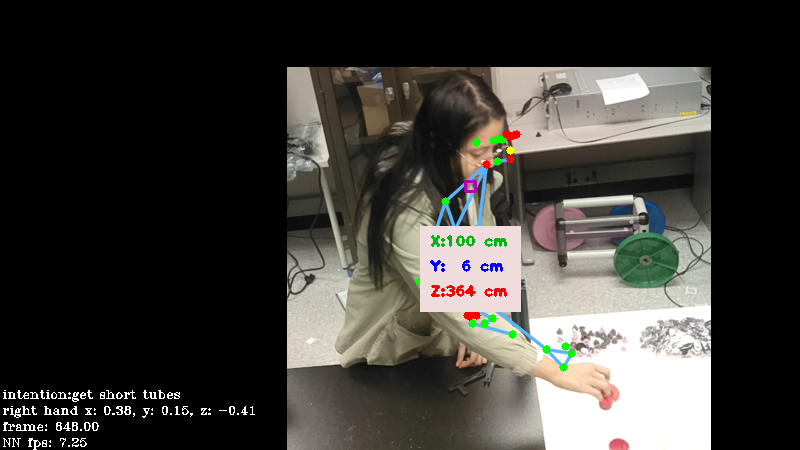 X:100 cm
Y: 6 cm
Z:364 cm
intention:get short tubes
right hand x: 0.38, y: 0.15, z: −0.41
frame: 648.00
NN fps: 7.25